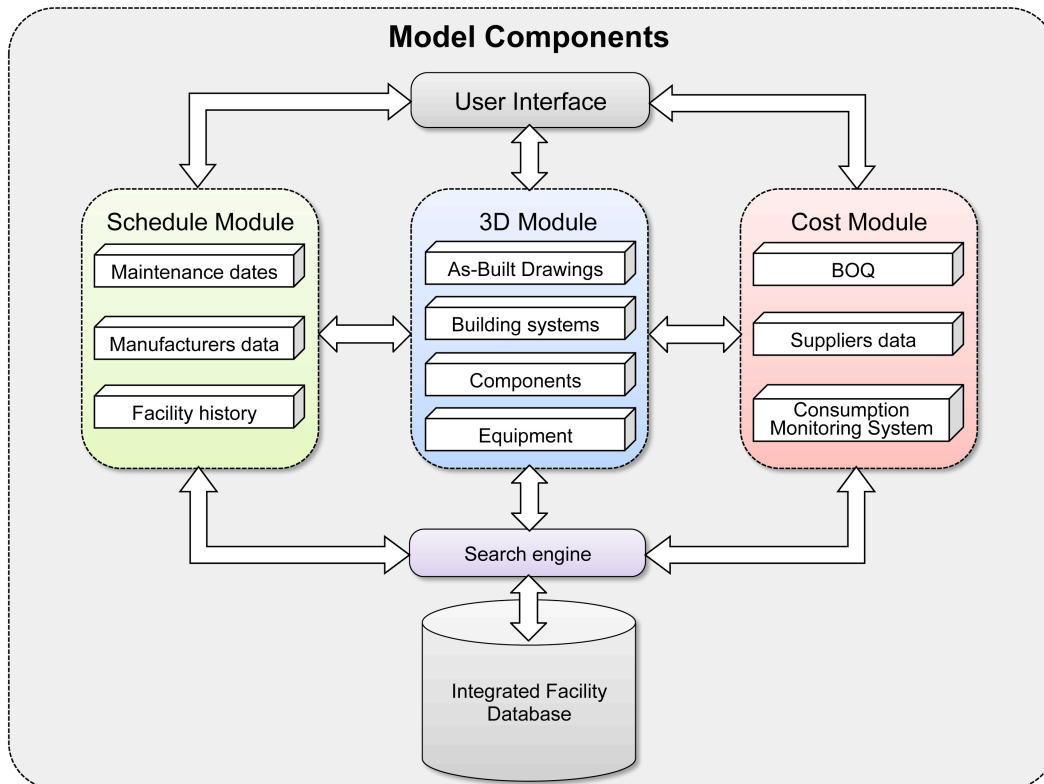 Model Components
User Interface
Schedule Module
Maintenance dates
Manufacturers data
Facility history
3D Module
As-Built Drawings
Building systems
Components
Equipment
Cost Module
BOQ
Suppliers data
Consumption
Monitoring System
Search engine
Integrated Facility
Database